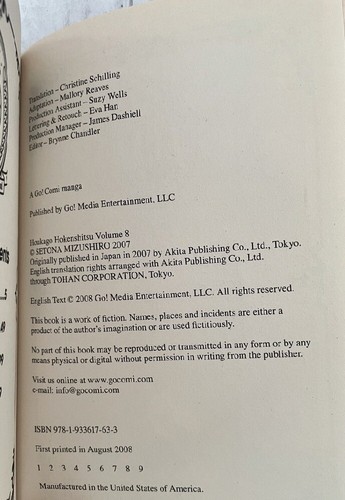 Translation – Christine Schilling
Adaptation – Mallory Reaves
Production Assistant – Suzy Wells
Lettering & Retouch – Eva Han
Production Manager – James Dashiell
Editor – Brynne Chandler
A Go! Comi manga
Published by Go! Media Entertainment, LLC
Houkago Hokenshitsu Volume 8
© SETONA MIZUSHIRO 2007
Originally published in Japan in 2007 by Akita Publishing Co., Ltd., Tokyo.
English translation rights arranged with Akita Publishing Co., Ltd.
through TOHAN CORPORATION, Tokyo.
English Text © 2008 Go! Media Entertainment, LLC. All rights reserved.
This book is a work of fiction. Names, places and incidents are either a
product of the author's imagination or are used fictitiously.
No part of this book may be reproduced or transmitted in any form or by any
means physical or digital without permission in writing from the publisher.
Visit us online at www.gocomi.com
e-mail: info@gocomi.com
ISBN 978-1-933617-63-3
First printed in August 2008
1 2 3 4 5 6 7 8 9
Manufactured in the United States of America.